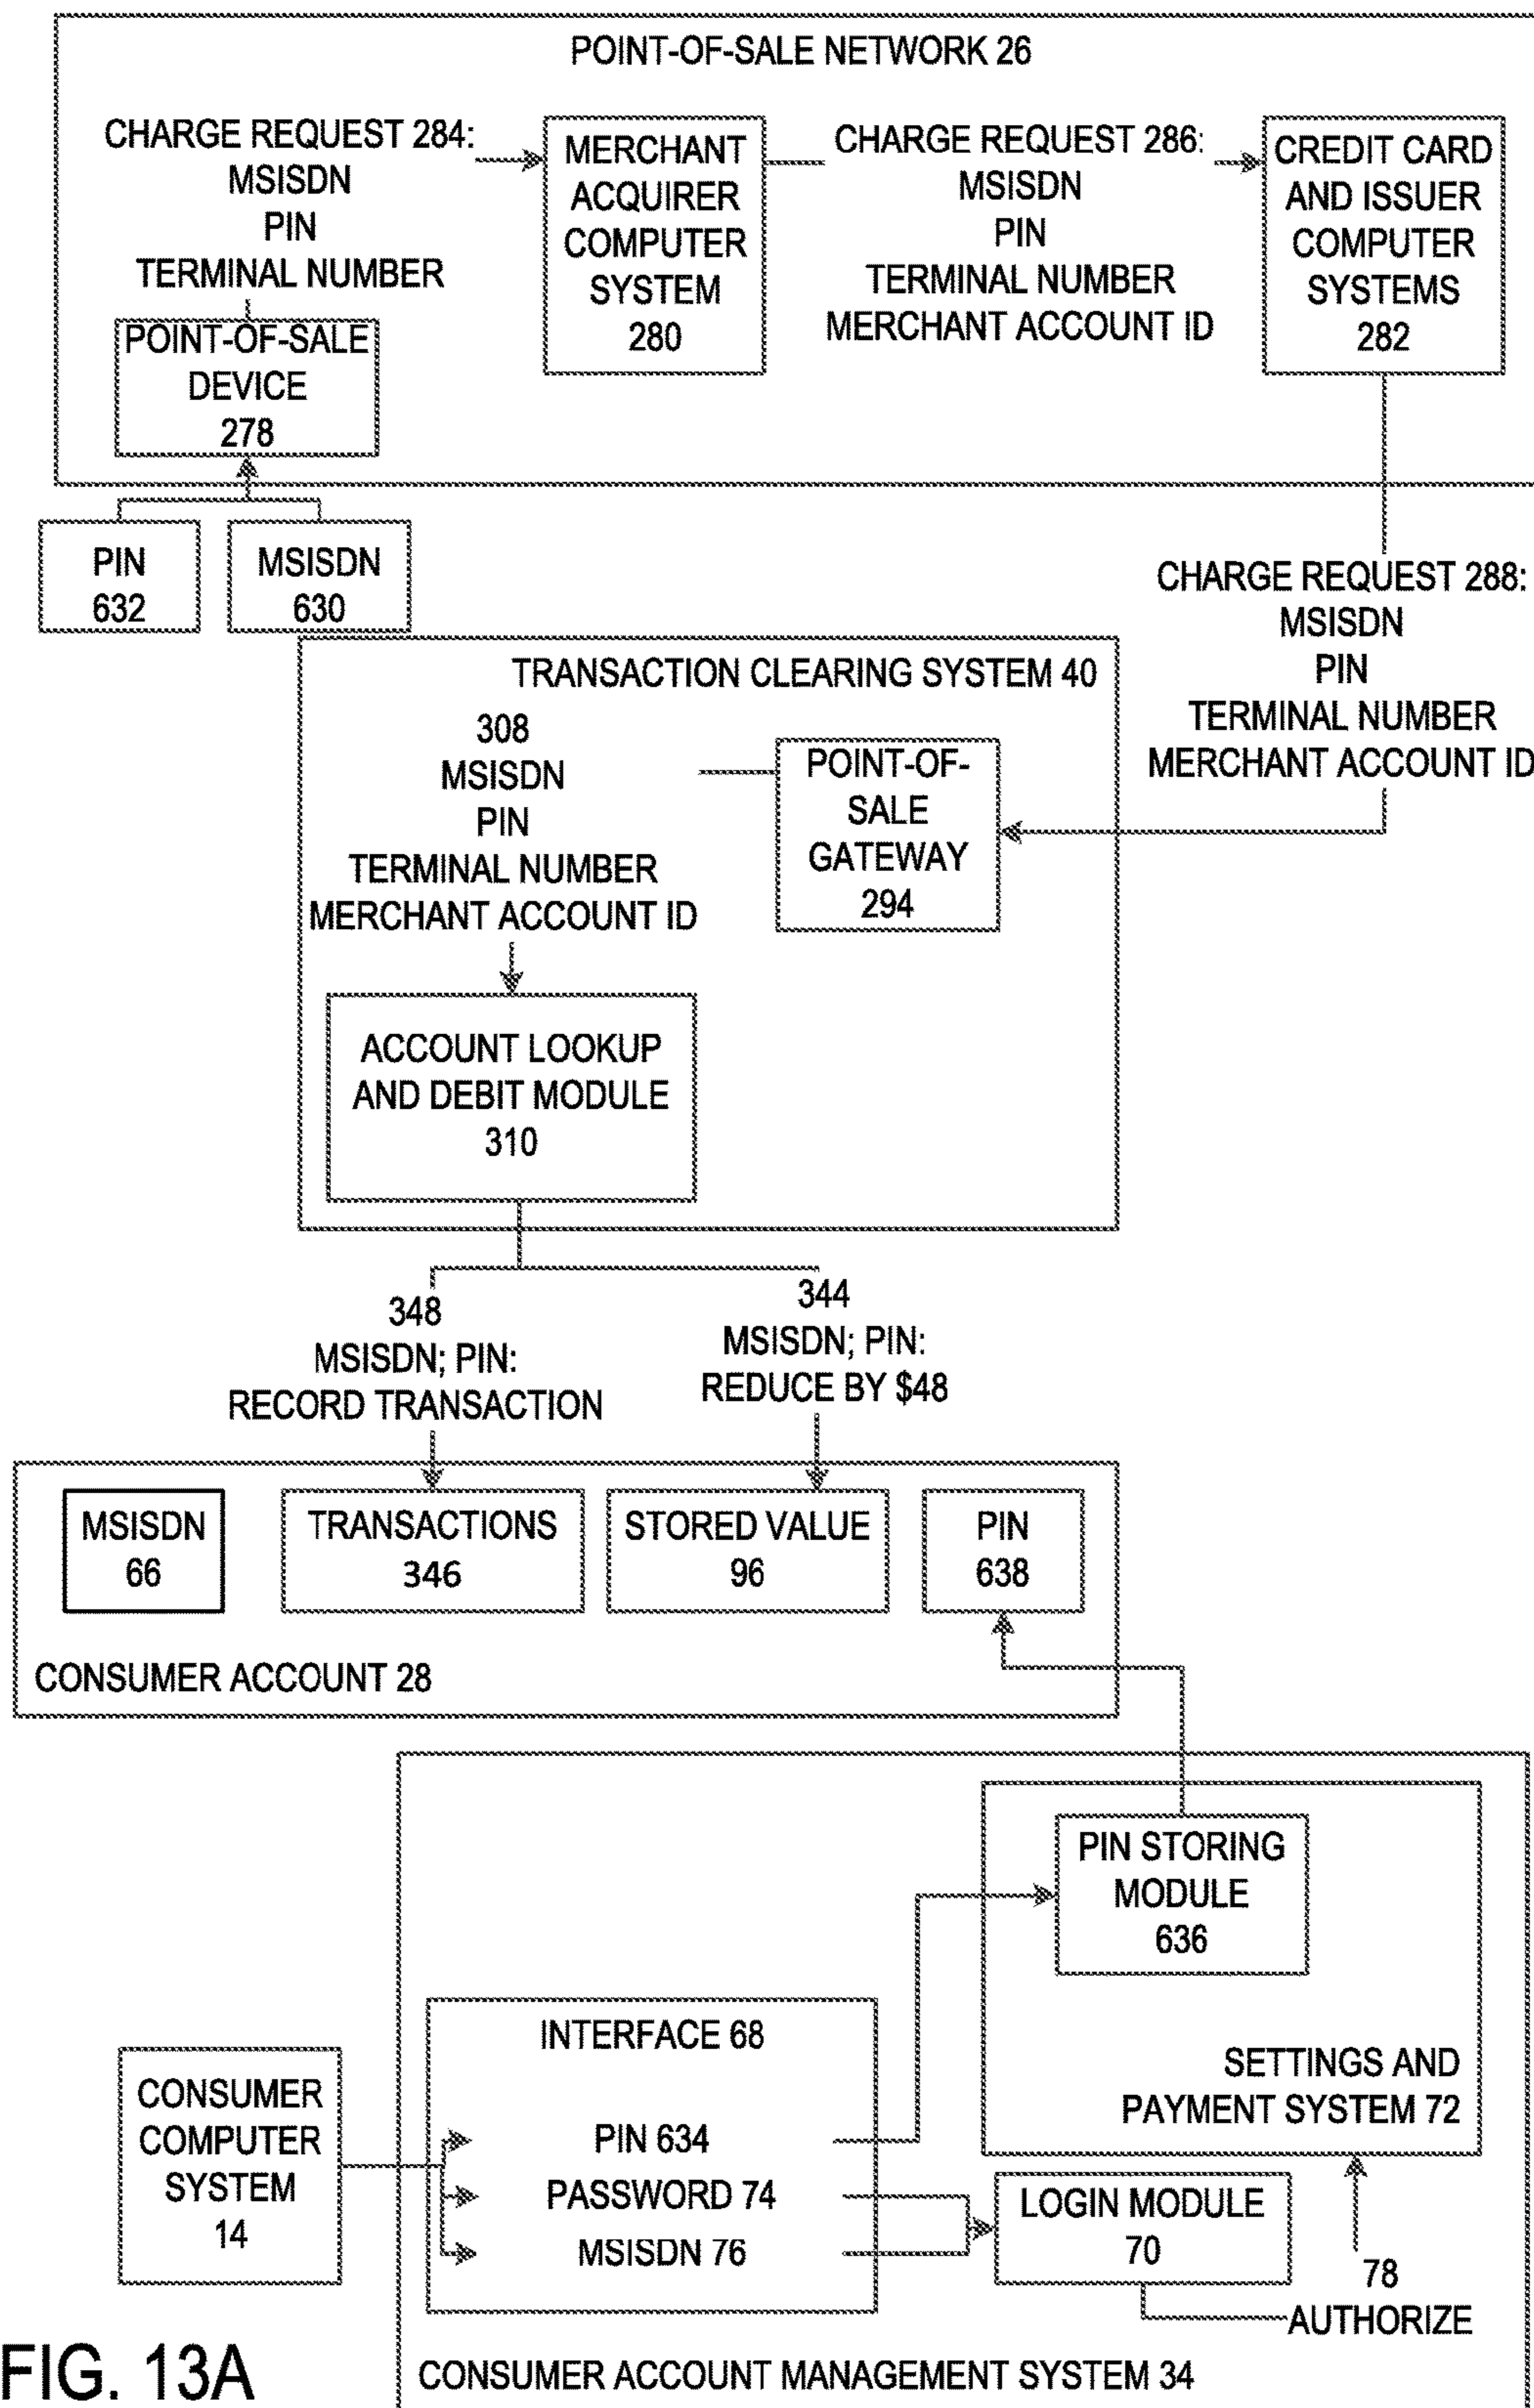 POINT-OF-SALE NETWORK 26
CHARGE REQUEST 284:
MSISDN
PIN
TERMINAL NUMBER
MERCHANT
ACQUIRER
COMPUTER
SYSTEM
280
CHARGE REQUEST 286:
MSISDN
PIN
TERMINAL NUMBER
MERCHANT ACCOUNT ID
CREDIT CARD
AND ISSUER
COMPUTER
SYSTEMS
282
POINT-OF-SALE
DEVICE
278
PIN
632
MSISDN
630
CHARGE REQUEST 288:
MSISDN
PIN
TERMINAL NUMBER
MERCHANT ACCOUNT ID
TRANSACTION CLEARING SYSTEM 40
308
MSISDN
PIN
TERMINAL NUMBER
MERCHANT ACCOUNT ID
POINT-OF-
SALE
GATEWAY
294
ACCOUNT LOOKUP
AND DEBIT MODULE
310
348
MSISDN; PIN:
RECORD TRANSACTION
344
MSISDN; PIN:
REDUCE BY $48
MSISDN
66
TRANSACTIONS
346
STORED VALUE
96
PIN
638
CONSUMER ACCOUNT 28
PIN STORING
MODULE
636
SETTINGS AND
PAYMENT SYSTEM 72
INTERFACE 68
PIN 634
PASSWORD 74
MSISDN 76
CONSUMER
COMPUTER
SYSTEM
14
LOGIN MODULE
70
78
AUTHORIZE
CONSUMER ACCOUNT MANAGEMENT SYSTEM 34
FIG. 13A